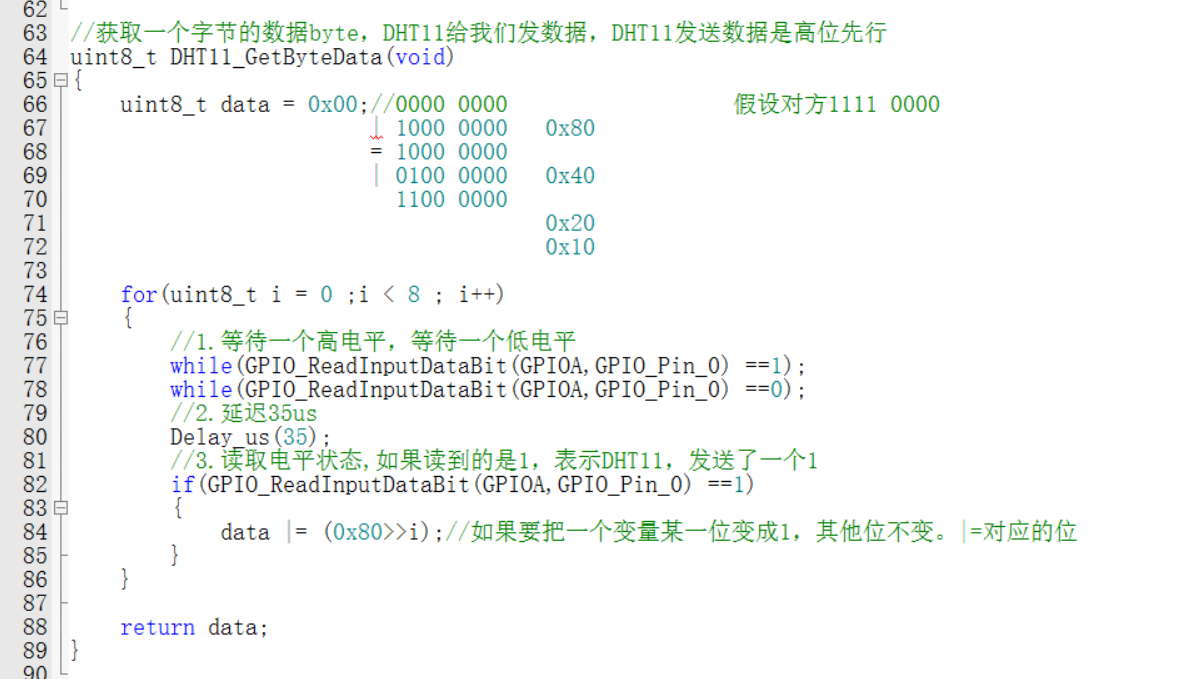 62
63 //获取一个字节的数据byte，DHT11给我们发数据，DHT11发送数据是高位先行
64 uint8_t DHT11_GetByteData(void)
65 {
66 uint8_t data = 0x00;//0000 0000 假设对方1111 0000
67 | 1000 0000 0x80
68 = 1000 0000
69 | 0100 0000 0x40
70 1100 0000
71 0x20
72 0x10
73
74 for(uint8_t i = 0 ;i < 8 ; i++)
75 {
76 //1.等待一个高电平，等待一个低电平
77 while(GPIO_ReadInputDataBit(GPIOA,GPIO_Pin_0) ==1);
78 while(GPIO_ReadInputDataBit(GPIOA,GPIO_Pin_0) ==0);
79 //2.延迟35us
80 Delay_us(35);
81 //3.读取电平状态,如果读到的是1，表示DHT11，发送了一个1
82 if(GPIO_ReadInputDataBit(GPIOA,GPIO_Pin_0) ==1)
83 {
84 data |= (0x80>>i);//如果要把一个变量某一位变成1，其他位不变。|=对应的位
85 }
86 }
87
88 return data;
89 }
90